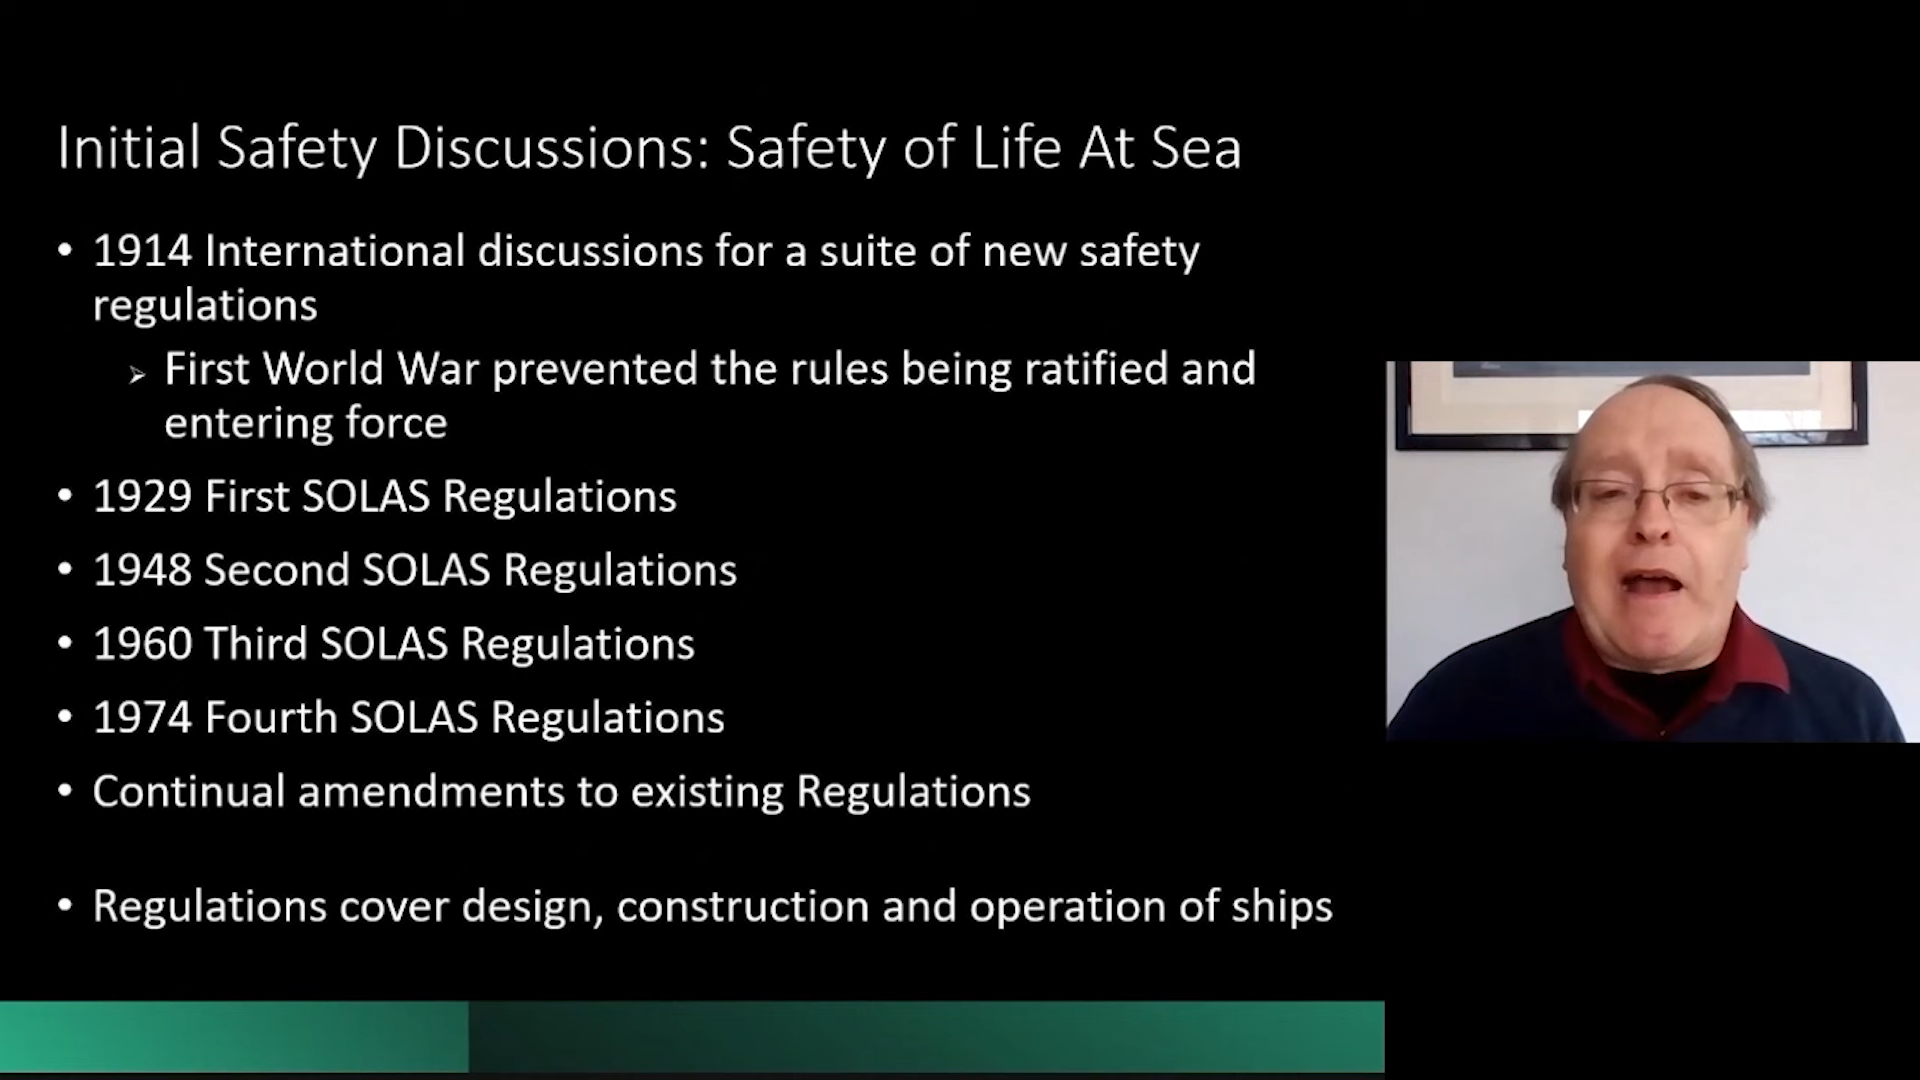 Initial Safety Discussions: Safety of Life At Sea
• 1914 International discussions for a suite of new safety
regulations
➢ First World War prevented the rules being ratified and
entering force
• 1929 First SOLAS Regulations
• 1948 Second SOLAS Regulations
• 1960 Third SOLAS Regulations
• 1974 Fourth SOLAS Regulations
• Continual amendments to existing Regulations
• Regulations cover design, construction and operation of ships